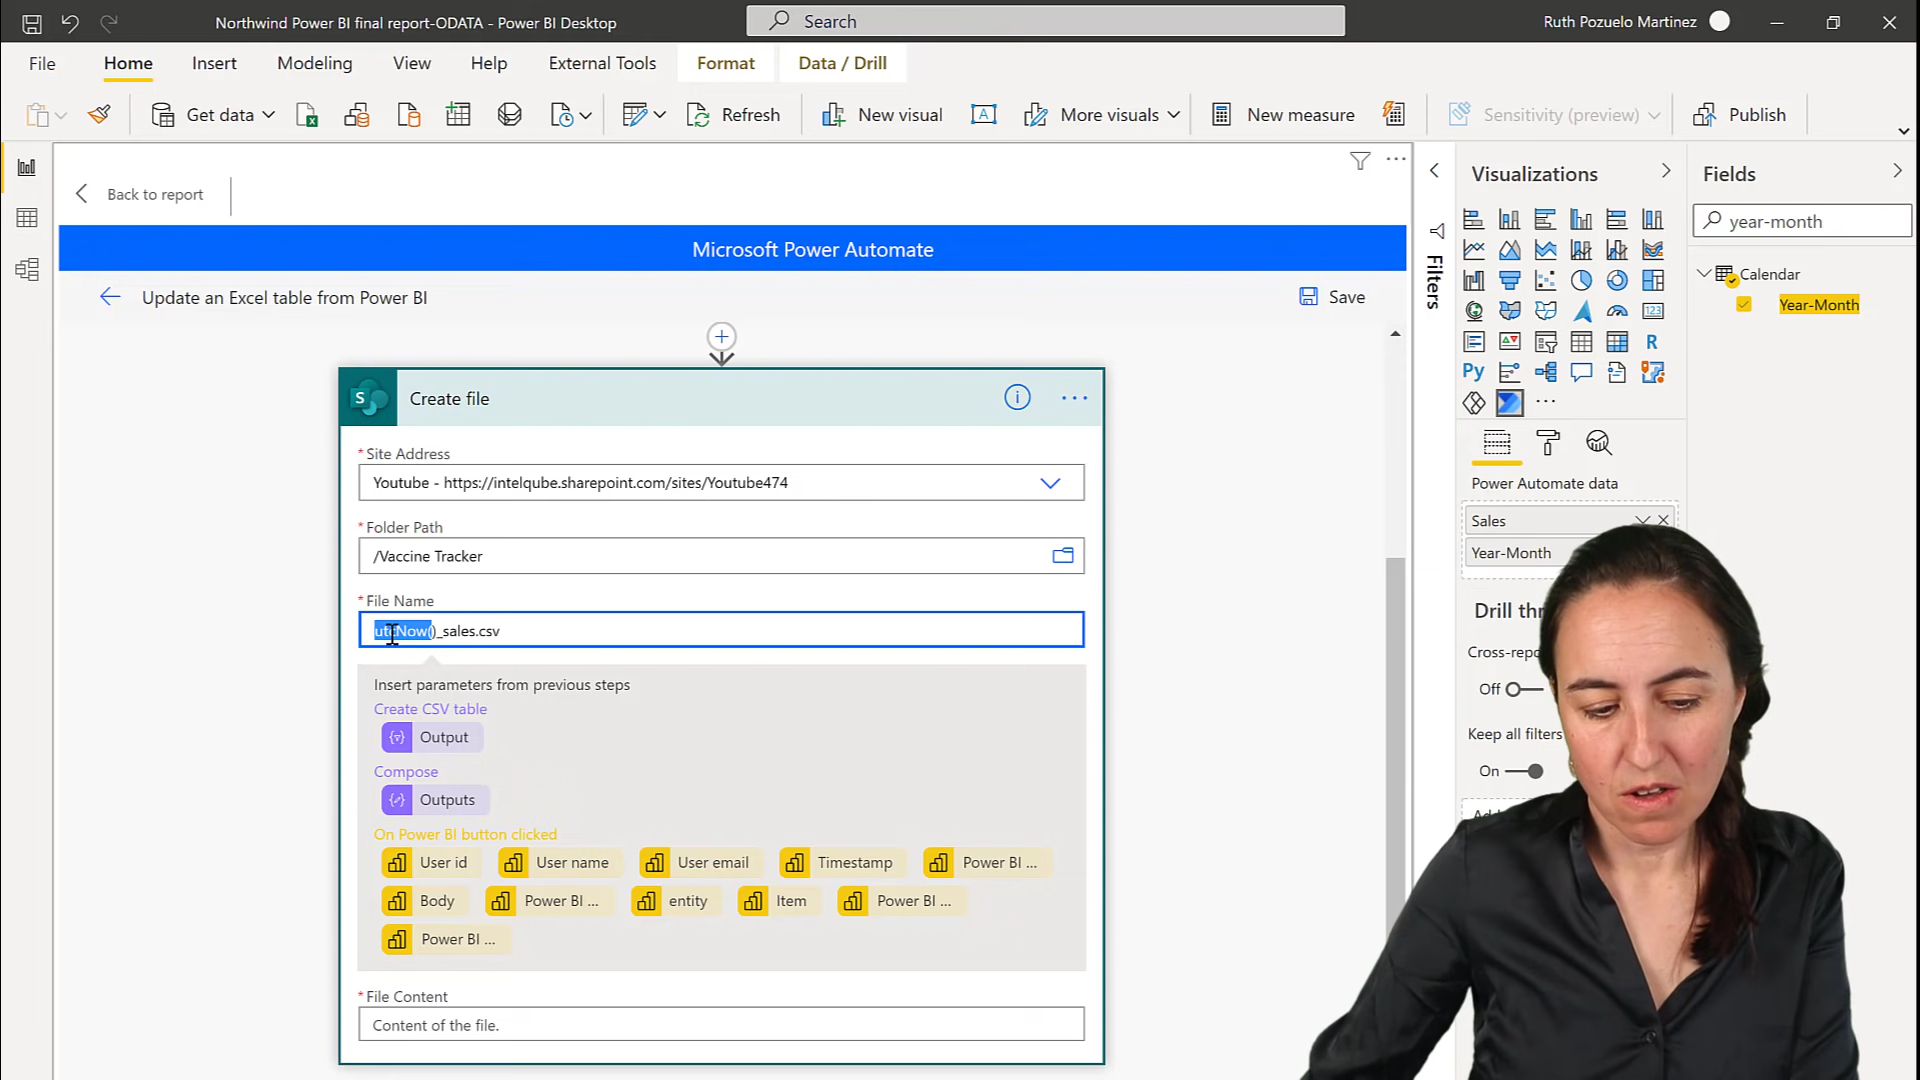 Northwind Power BI final report-ODATA - Power BI Desktop
Search
Ruth Pozuelo Martinez
File Home Insert Modeling View Help External Tools Format Data / Drill
Get data Refresh New visual More visuals New measure Sensitivity (preview) Publish
Back to report
Microsoft Power Automate
Update an Excel table from Power BI
Save
S Create file
* Site Address
Youtube - https://intelqube.sharepoint.com/sites/Youtube474
* Folder Path
/Vaccine Tracker
* File Name
utcNow()_sales.csv
Insert parameters from previous steps
Create CSV table
Output
Compose
Outputs
On Power BI button clicked
User id User name User email Timestamp Power BI ...
Body Power BI ... entity Item Power BI ...
Power BI ...
* File Content
Content of the file.
Filters
Visualizations
123
R
Py
Power Automate data
Sales
Year-Month
Drill thr
Cross-repo
Off
Keep all filters
On
Fields
year-month
Calendar
Year-Month